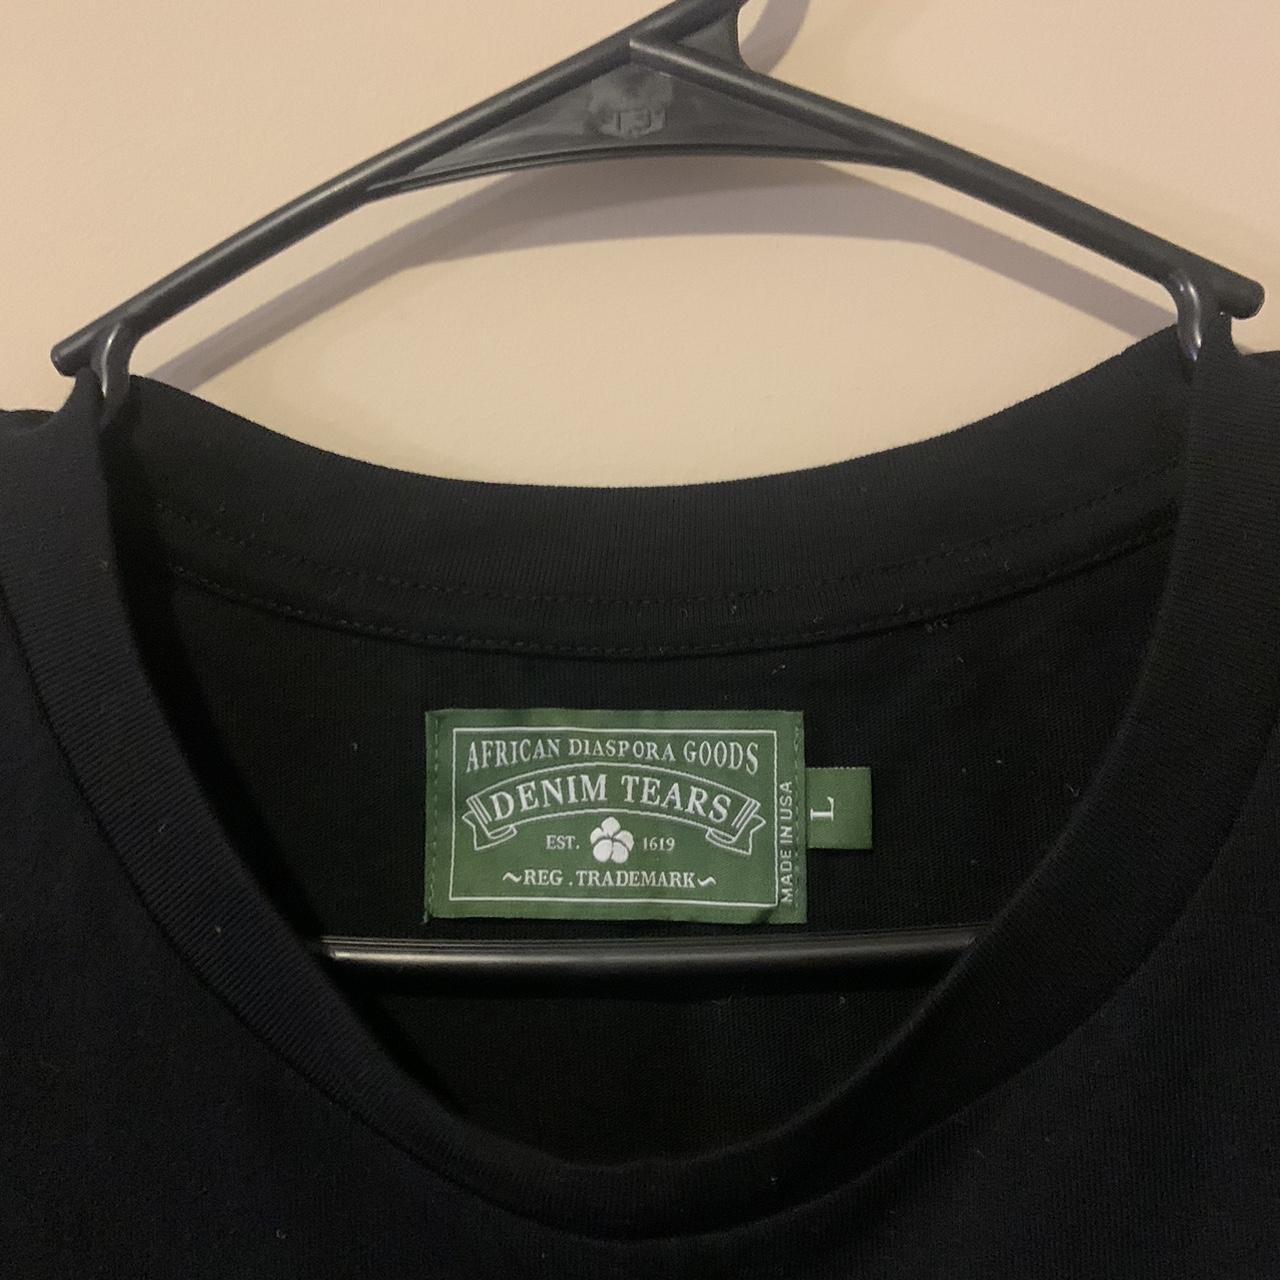 AFRICAN DIASPORA GOODS
DENIM TEARS
EST. 1619
~REG . TRADEMARK~
MADE IN USA
L